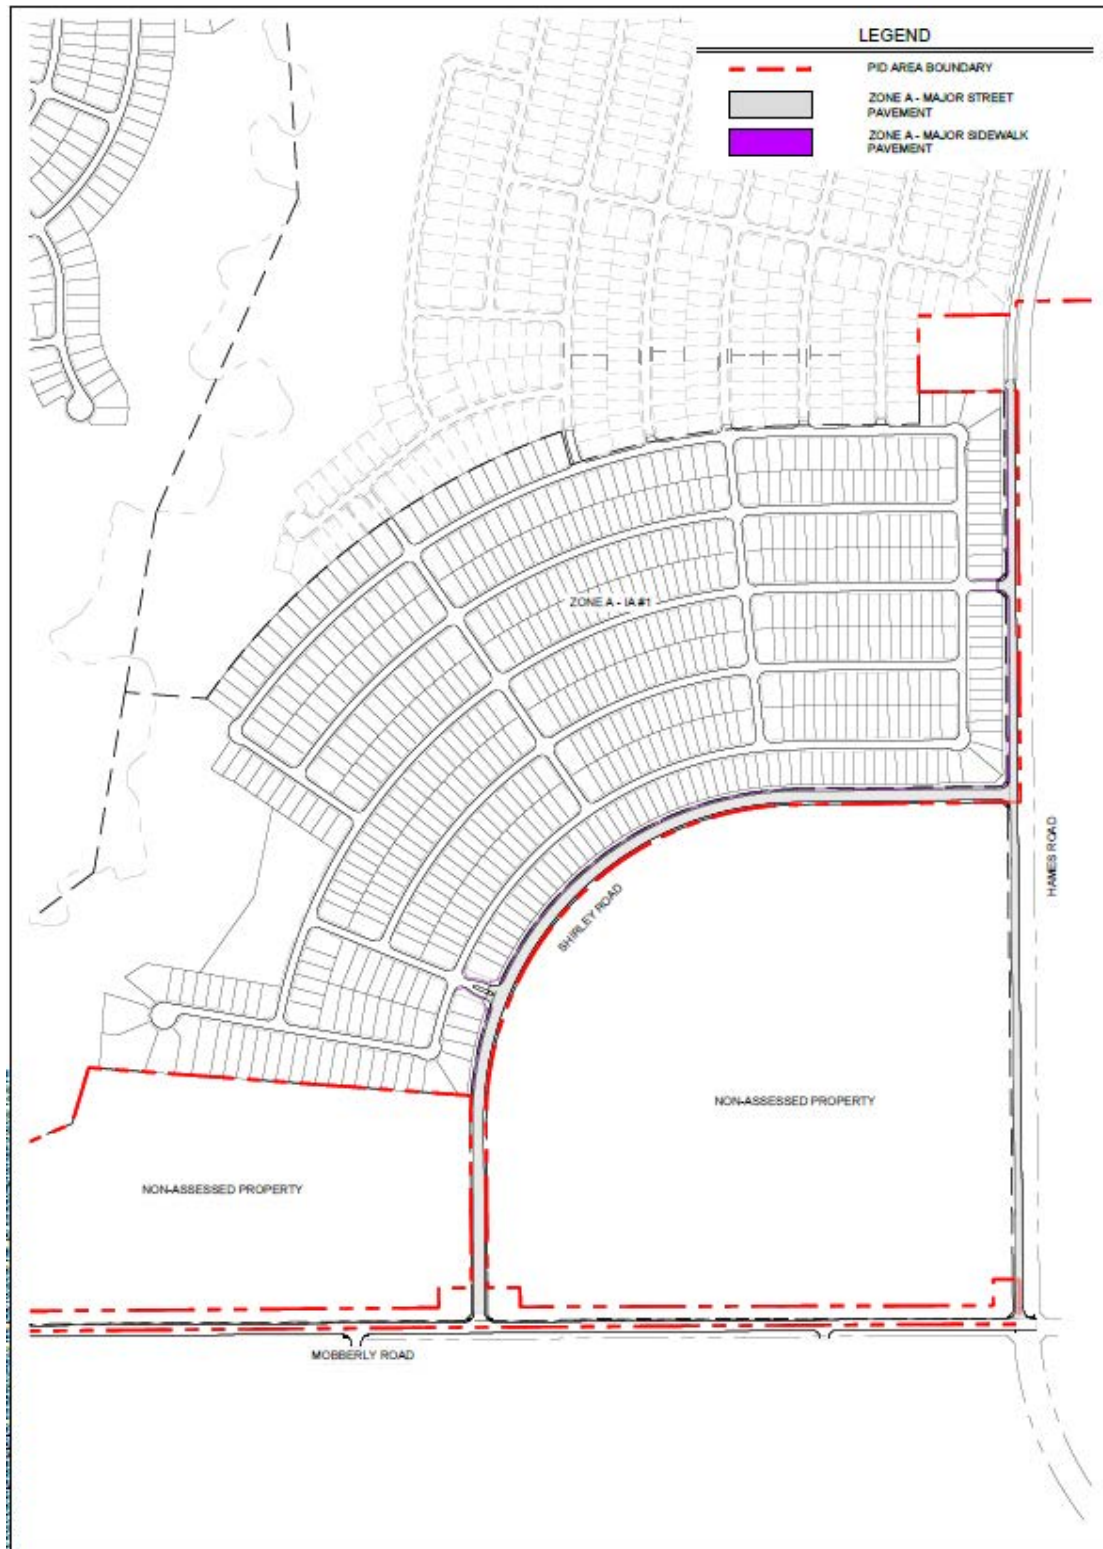 LEGEND
PID AREA BOUNDARY
ZONE A - MAJOR STREET
PAVEMENT
ZONE A - MAJOR SIDEWALK
PAVEMENT
ZONE A - IA #1
HAMES ROAD
SHIRLEY ROAD
NON-ASSESSED PROPERTY
NON-ASSESSED PROPERTY
MOBBERLY ROAD